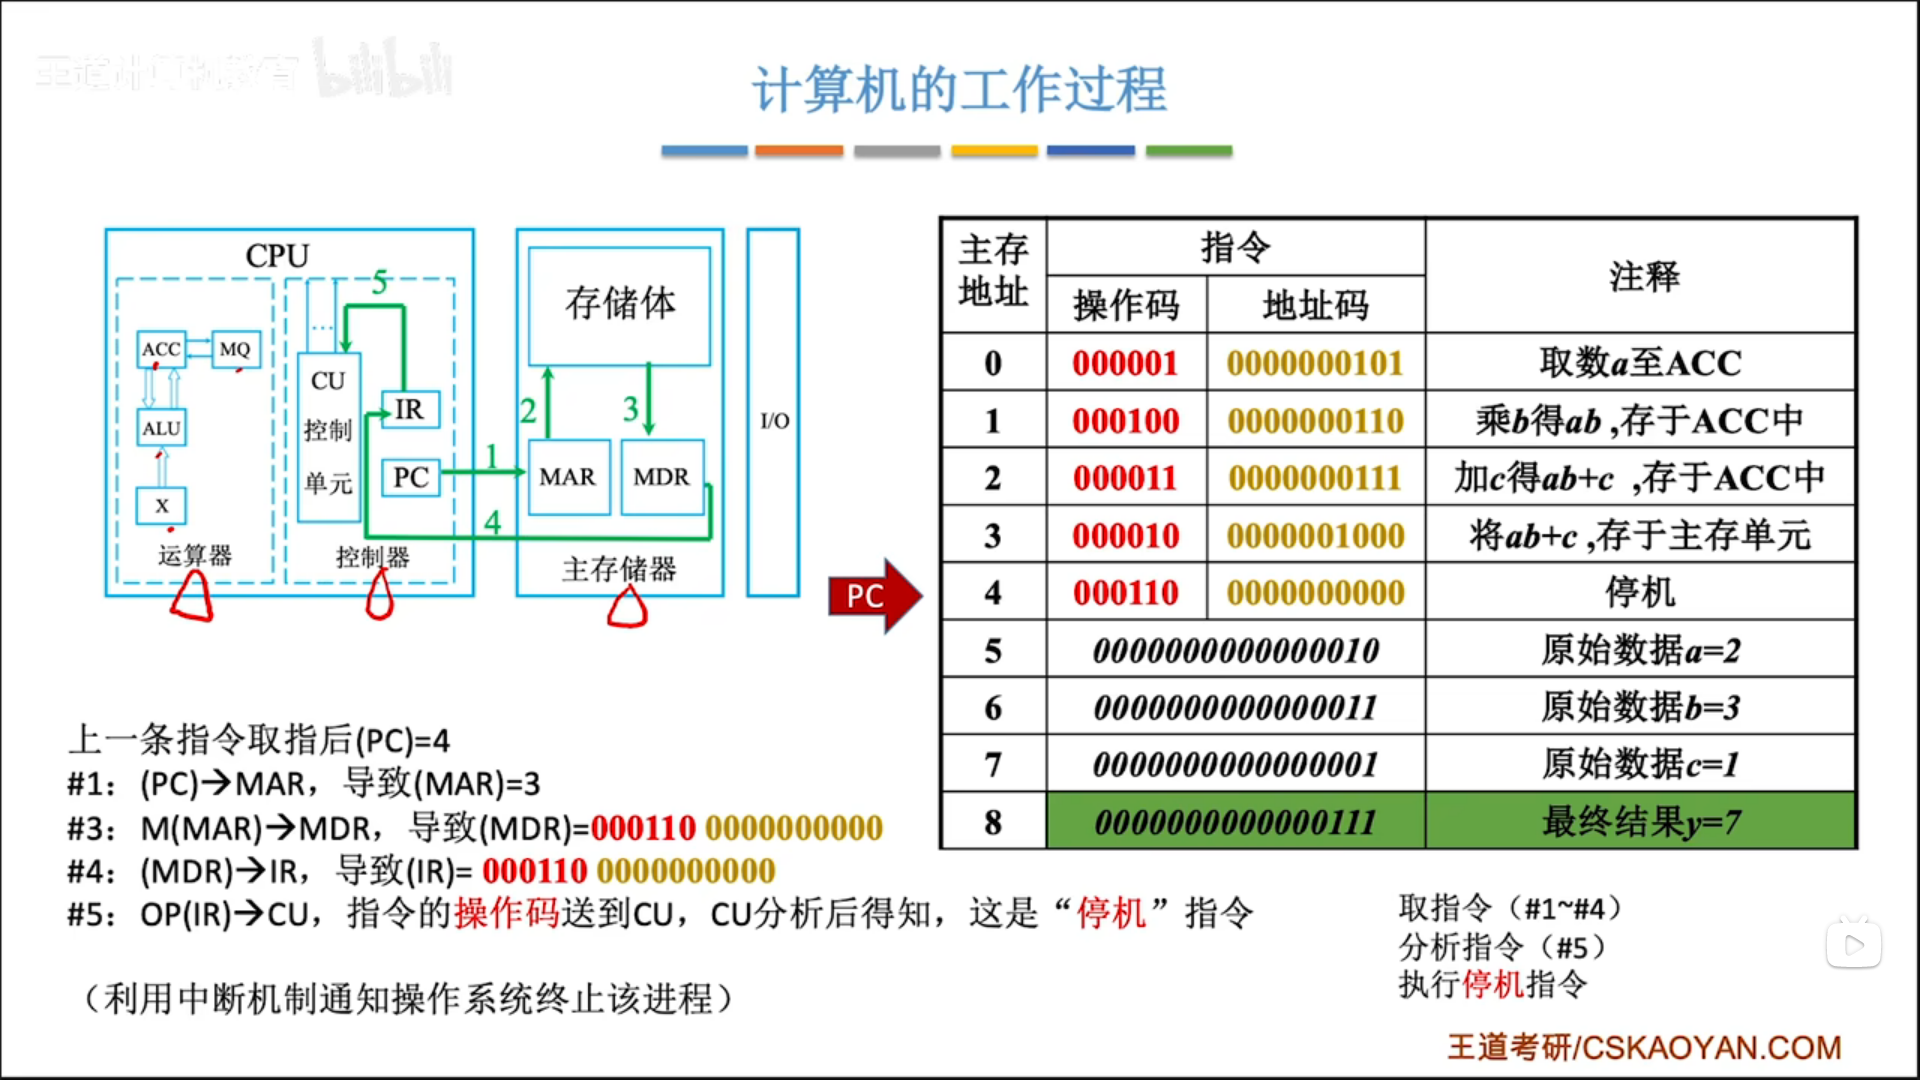 王道计算机教育 bilibili
计算机的工作过程
CPU
5
ACC
MQ
ALU
X
运算器
...
CU
控制
单元
IR
PC
控制器
1
4
存储体
2
3
MAR
MDR
主存储器
I/O
PC
主存地址 指令 注释
操作码 地址码
0 000001 0000000101 取数a至ACC
1 000100 0000000110 乘b得ab ,存于ACC中
2 000011 0000000111 加c得ab+c ,存于ACC中
3 000010 0000001000 将ab+c ,存于主存单元
4 000110 0000000000 停机
5 0000000000000010 原始数据a=2
6 0000000000000011 原始数据b=3
7 0000000000000001 原始数据c=1
8 0000000000000111 最终结果y=7
上一条指令取指后(PC)=4
#1：(PC)→MAR，导致(MAR)=3
#3：M(MAR)→MDR，导致(MDR)=000110 0000000000
#4：(MDR)→IR，导致(IR)= 000110 0000000000
#5：OP(IR)→CU，指令的操作码送到CU，CU分析后得知，这是“停机”指令
（利用中断机制通知操作系统终止该进程）
取指令（#1~#4）
分析指令（#5）
执行停机指令
王道考研/CSKAOYAN.COM